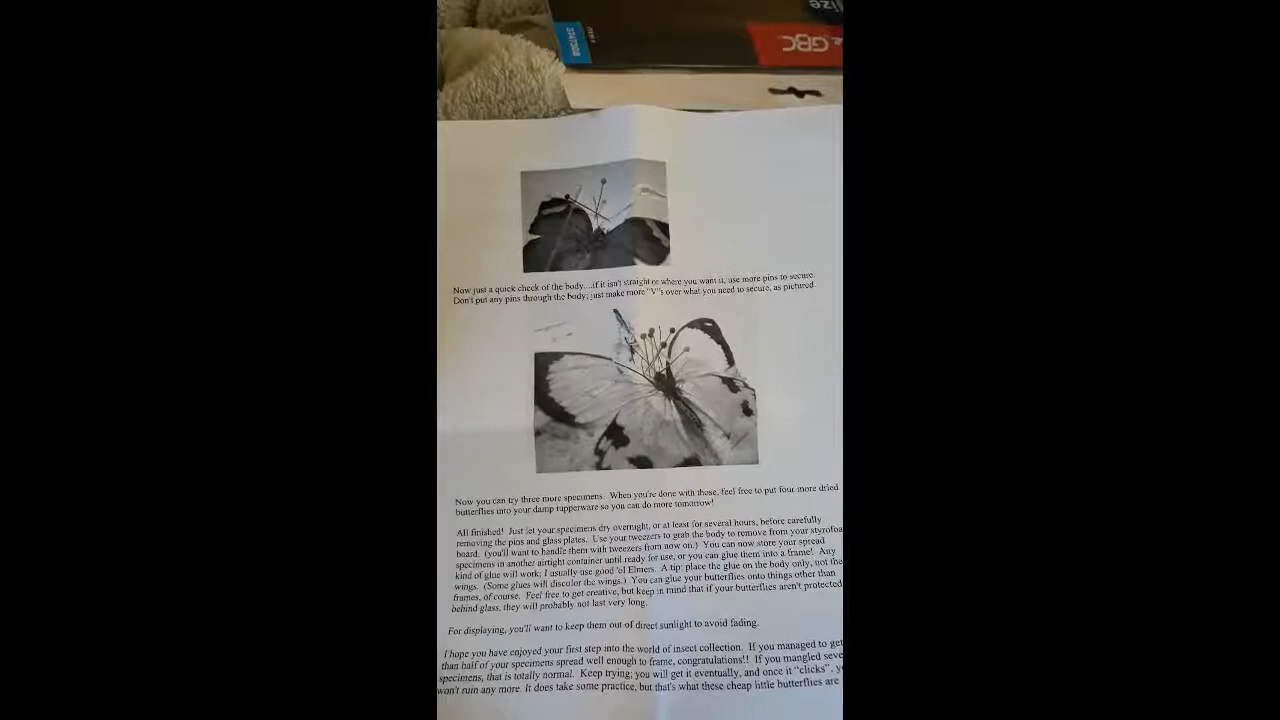 ize
GBC
3747308
Now just a quick check of the body....if it isn't straight or where you want it, use more pins to secure.
Don't put any pins through the body; just make more "V"s over what you need to secure, as pictured.
Now you can try three more specimens. When you're done with those, feel free to put four more dried
butterflies into your damp tupperware so you can do more tomorrow!
All finished! Just let your specimens dry overnight, or at least for several hours, before carefully
removing the pins and glass plates. Use your tweezers to grab the body to remove from your styrofoa
board. (you'll want to handle them with tweezers from now on.) You can now store your spread
specimens in another airtight container until ready for use, or you can glue them into a frame! Any
kind of glue will work; I usually use good 'ol Elmers. A tip: place the glue on the body only, not the
wings. (Some glues will discolor the wings.) You can glue your butterflies onto things other than
frames, of course. Feel free to get creative, but keep in mind that if your butterflies aren't protected
behind glass, they will probably not last very long.
For displaying, you'll want to keep them out of direct sunlight to avoid fading.
I hope you have enjoyed your first step into the world of insect collection. If you managed to get
than half of your specimens spread well enough to frame, congratulations!! If you mangled seve
specimens, that is totally normal. Keep trying; you will get it eventually, and once it "clicks", y
won't ruin any more. It does take some practice, but that's what these cheap little butterflies are